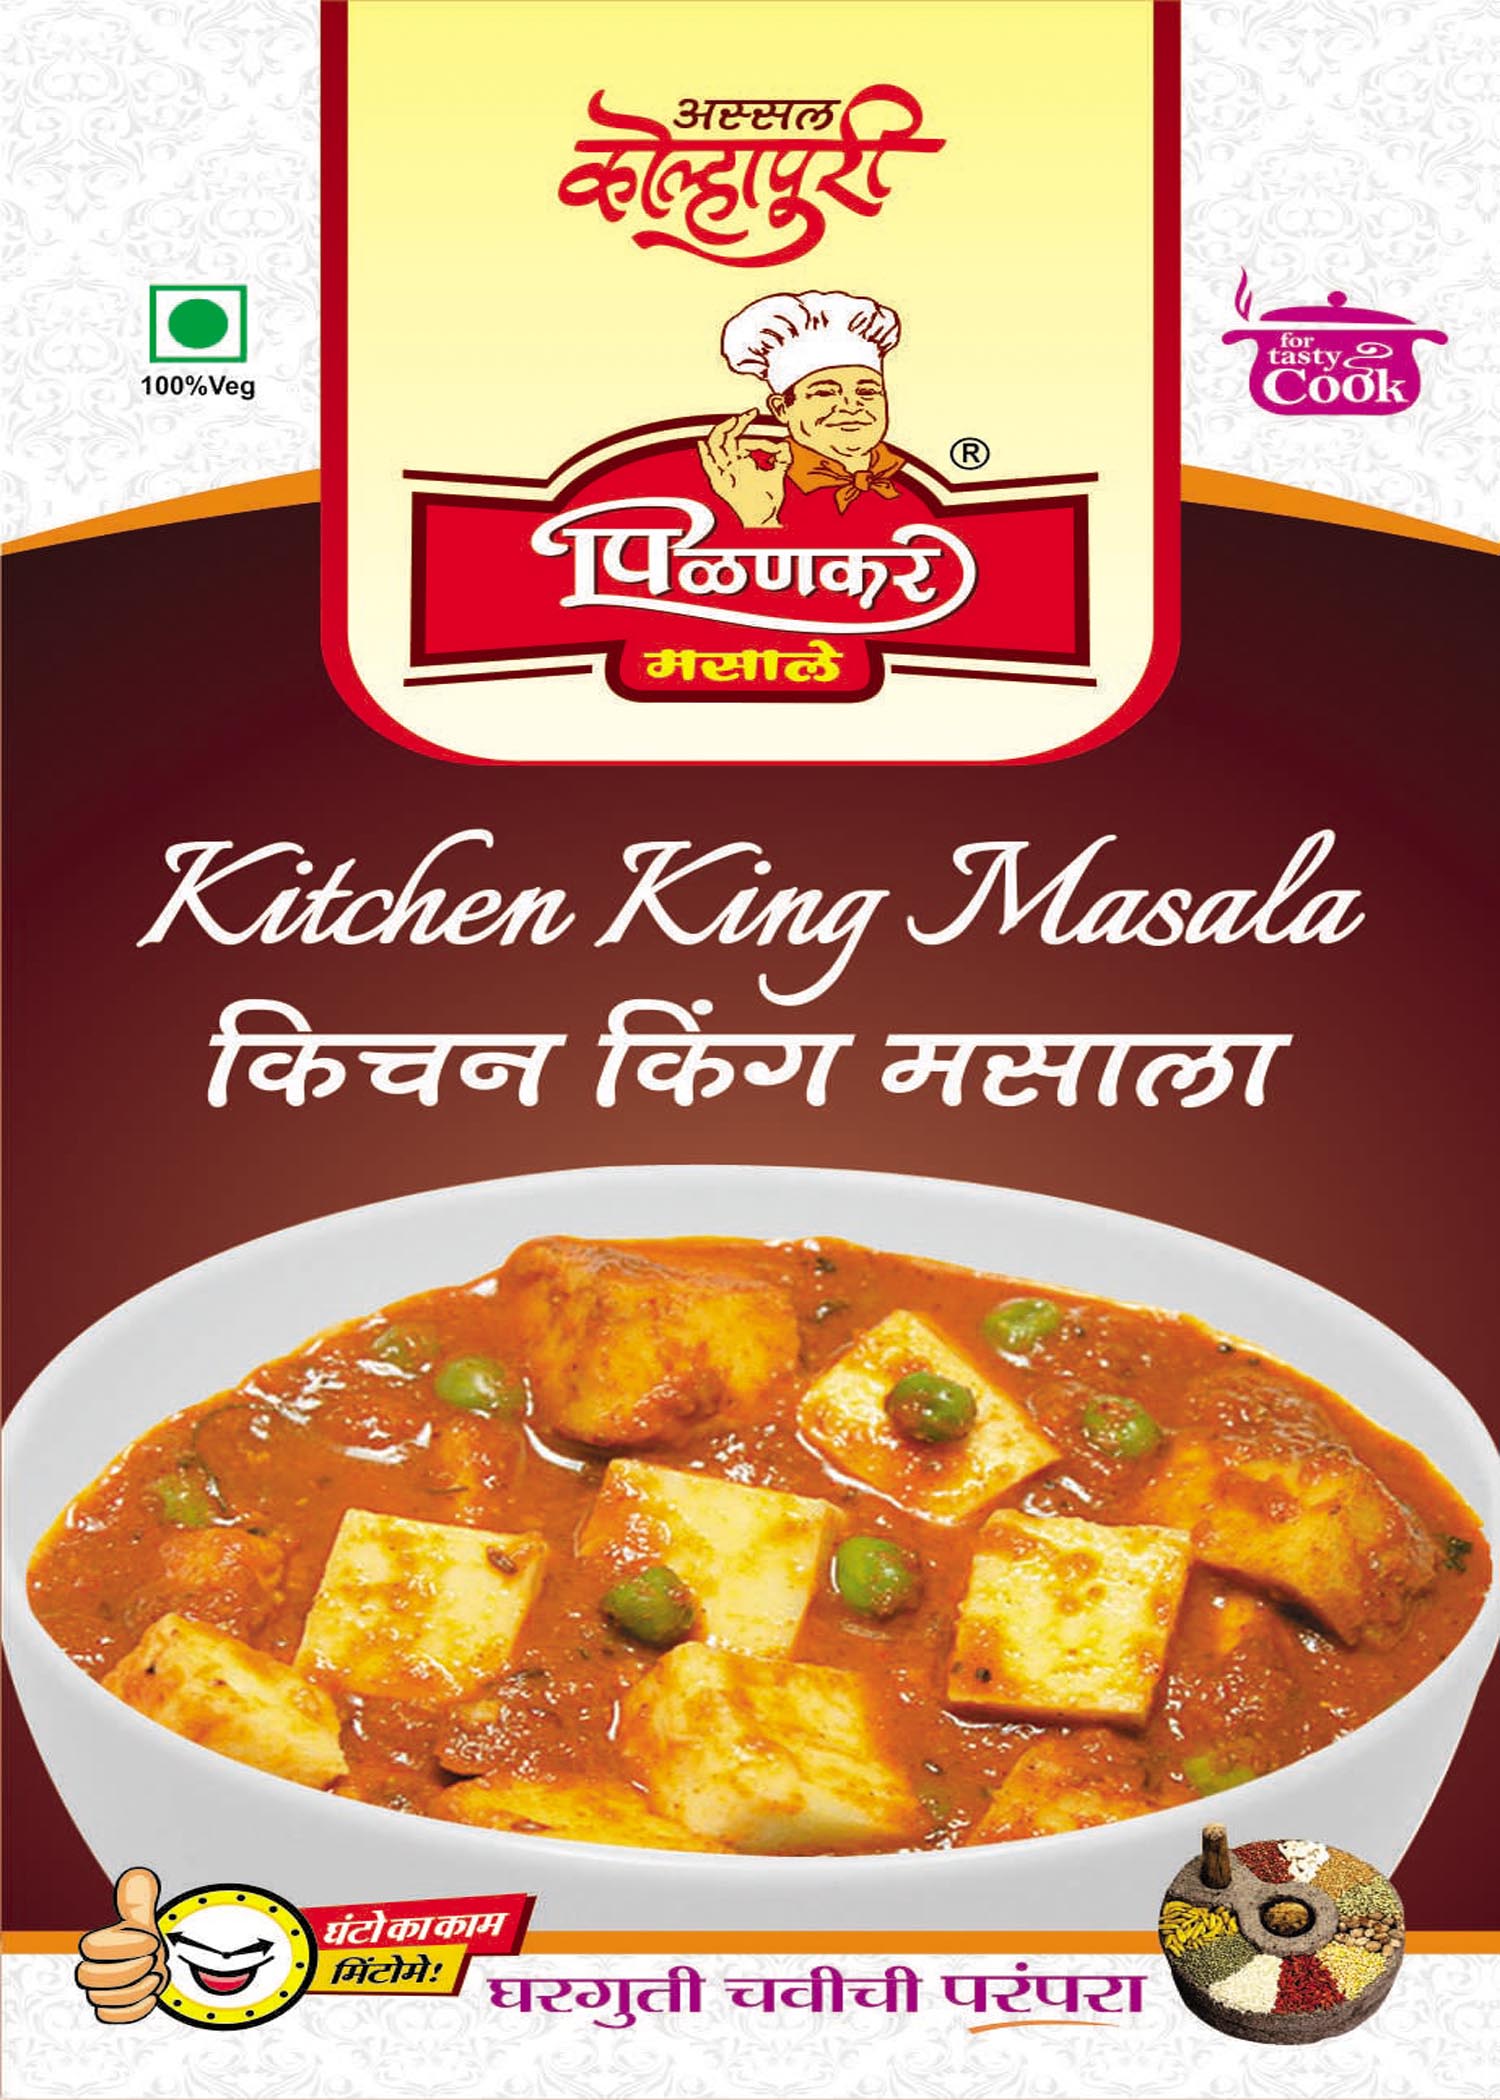 अस्सल
कोल्हापुरी
100%Veg
for
tasty
Cook
®
पिळणकर
मसाले
Kitchen King Masala
किचन किंग मसाला
घंटो का काम
मिंटोमे!
घरगुती चवीची परंपरा